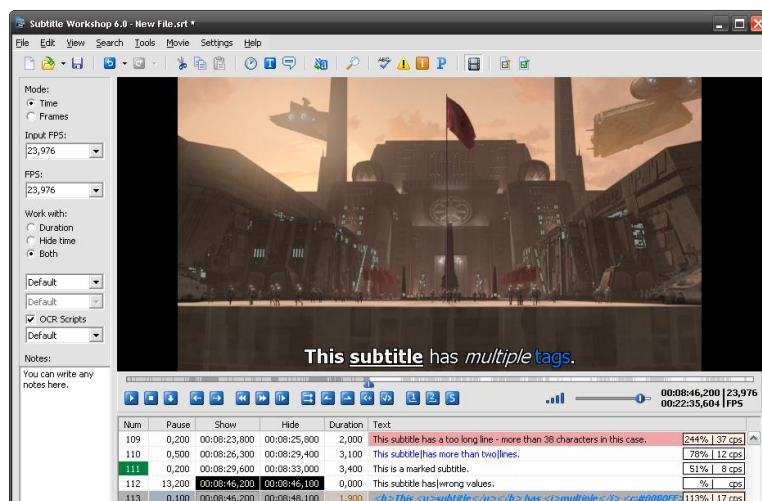 Subtitle Workshop 6.0 - New File.srt *
File Edit View Search Tools Movie Settings Help
Mode:
Time
Frames
Input FPS:
23,976
FPS:
23,976
Work with:
Duration
Hide time
Both
Default
Default
OCR Scripts
Default
Notes:
You can write any
notes here.
This subtitle has multiple tags.
00:08:46,200 23,976
00:22:35,604 FPS
Num Pause Show Hide Duration Text
109 0,200 00:08:23,800 00:08:25,800 2,000 This subtitle has a too long line - more than 38 characters in this case. 244% | 37 cps
110 0,500 00:08:26,300 00:08:29,400 3,100 This subtitle|has more than two|lines. 78% | 12 cps
111 0,200 00:08:29,600 00:08:33,000 3,400 This is a marked subtitle. 51% | 8 cps
112 13,200 00:08:46,200 00:08:46,100 0,000 This subtitle has|wrong values. % | cps
113 0,100 00:08:46,200 00:08:48,100 1,900 <b>This <u>subtitle</u></b> has <i>multiple</i> <c:#0080FF> 113% | 17 cps